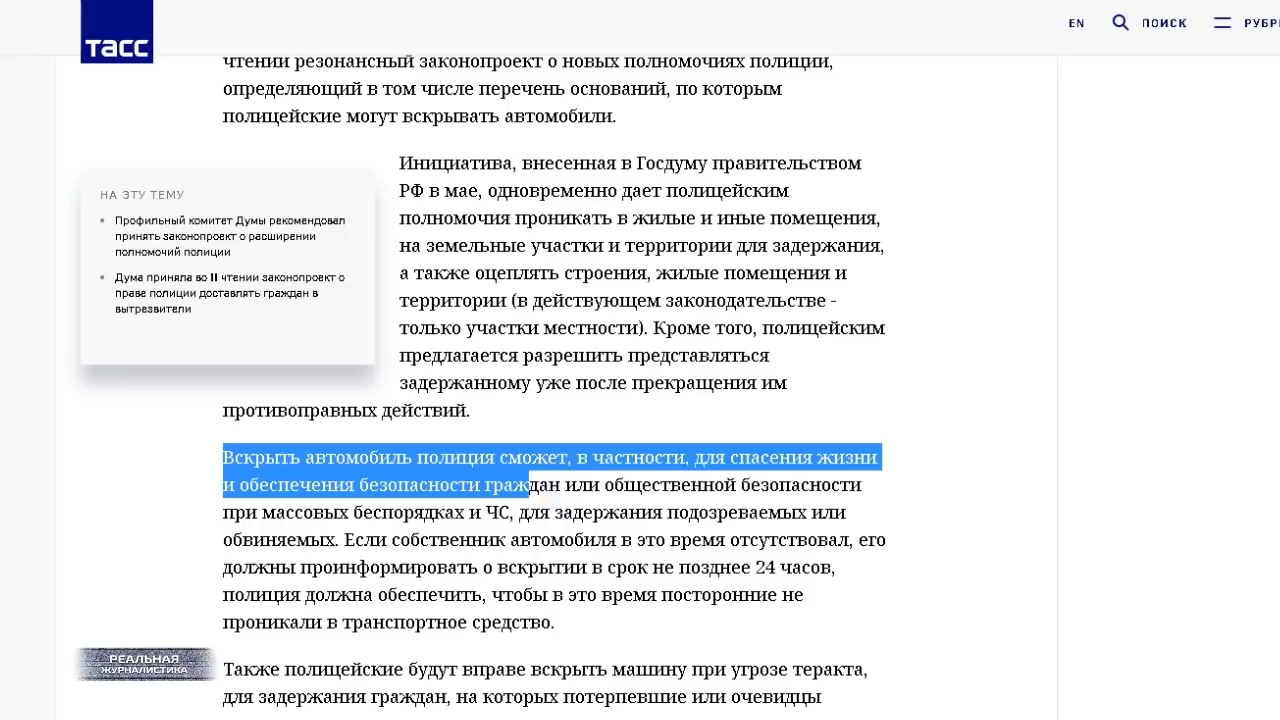 EN
ПОИСК
РУБРИ
ТАСС
чтении резонансный законопроект о новых полномочиях полиции,
определяющий в том числе перечень оснований, по которым
полицейские могут вскрывать автомобили.
НА ЭТУ ТЕМУ
Профильный комитет Думы рекомендовал
принять законопроект о расширении
полномочий полиции
Дума приняла во II чтении законопроект о
праве полиции доставлять граждан в
вытрезвители
Инициатива, внесенная в Госдуму правительством
РФ в мае, одновременно дает полицейским
полномочия проникать в жилые и иные помещения,
на земельные участки и территории для задержания,
а также оцеплять строения, жилые помещения и
территории (в действующем законодательстве -
только участки местности). Кроме того, полицейским
предлагается разрешить представляться
задержанному уже после прекращения им
противоправных действий.
Вскрыть автомобиль полиция сможет, в частности, для спасения жизни
и обеспечения безопасности граждан или общественной безопасности
при массовых беспорядках и ЧС, для задержания подозреваемых или
обвиняемых. Если собственник автомобиля в это время отсутствовал, его
должны проинформировать о вскрытии в срок не позднее 24 часов,
полиция должна обеспечить, чтобы в это время посторонние не
проникали в транспортное средство.
РЕАЛЬНАЯ
ЖУРНАЛИСТИКА
Также полицейские будут вправе вскрыть машину при угрозе теракта,
для задержания граждан, на которых потерпевшие или очевидцы